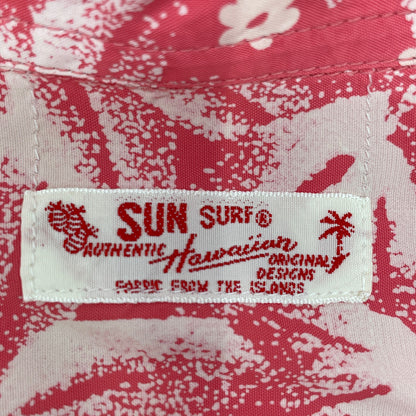 SUN SURF®
AUTHENTIC Hawaiian ORIGINAL
DESIGNS
FABRIC FROM THE ISLANDS